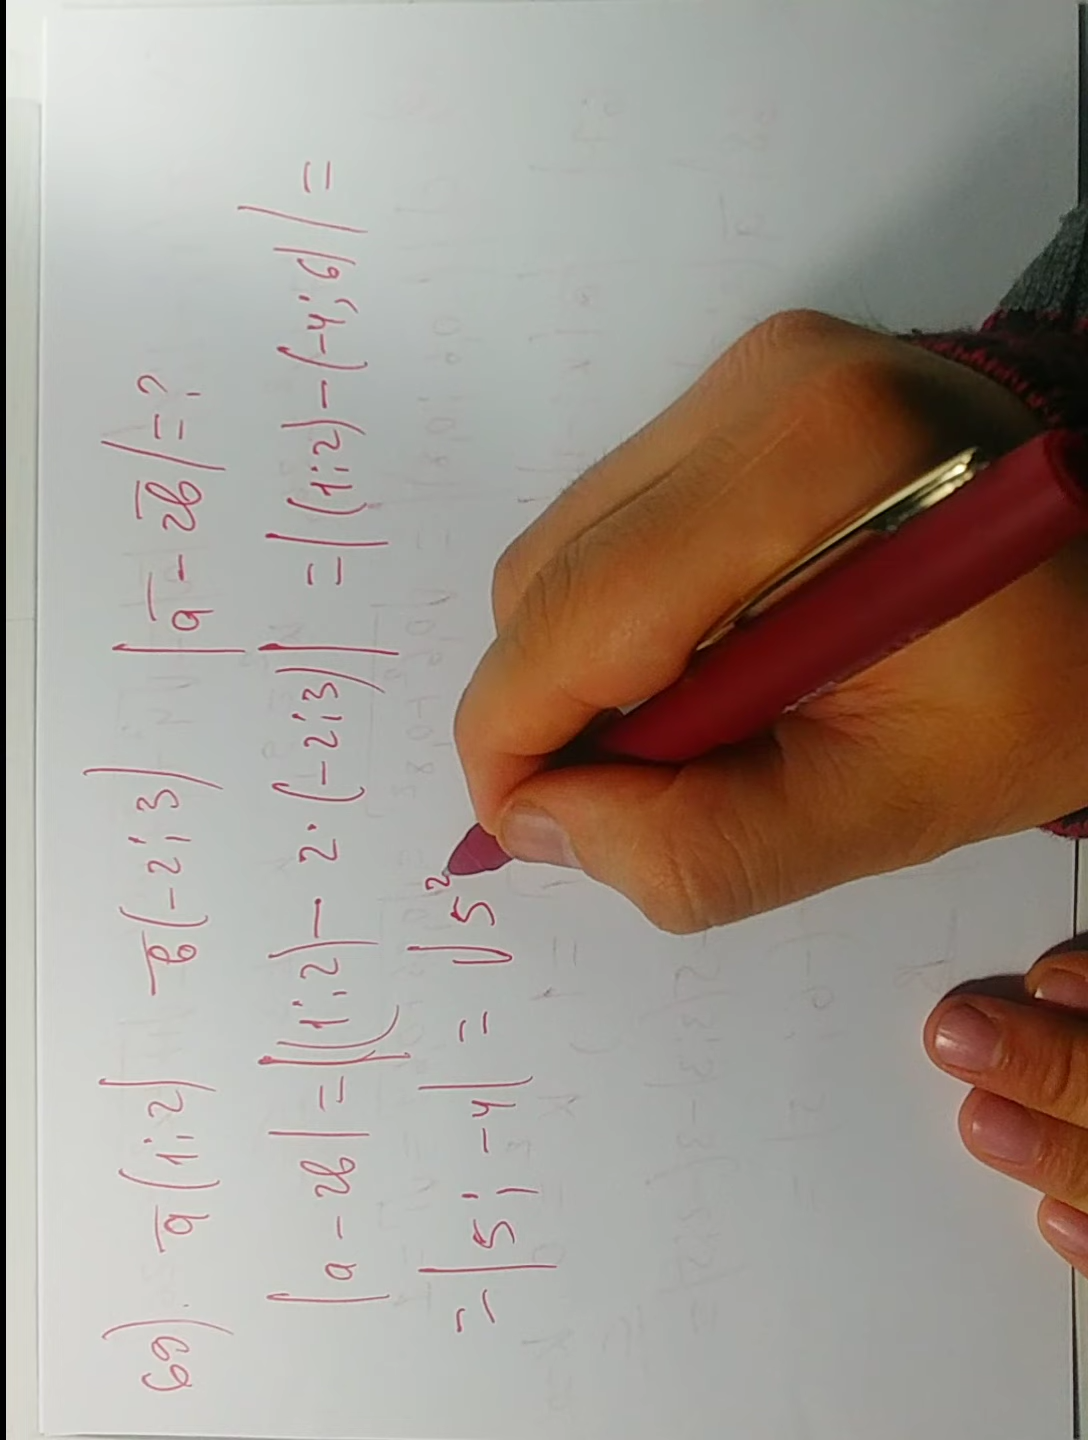 69). a̅(1;2) b̅(-2;3) |a̅ - 2b̅| = ?
|a - 2b| = |(1;2) - 2·(-2;3)| = |(1;2) - (-4;6)| =
= |5; -4| = √5²